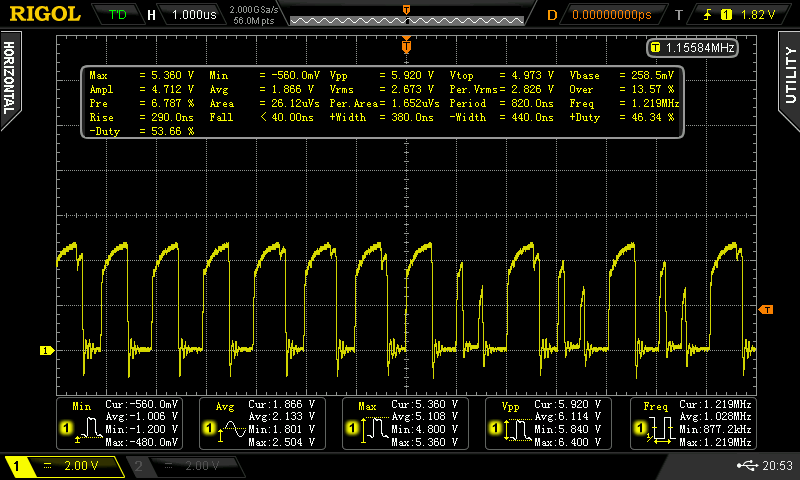 RIGOL T'D H 1.000us 2.000GSa/s 56.0M pts D 0.00000000ps T 1 1.82 V
HORIZONTAL
UTILITY
T 1.15584MHz
Max = 5.360 V Min = -560.0mV Vpp = 5.920 V Vtop = 4.973 V Vbase = 258.5mV
Ampl = 4.712 V Avg = 1.866 V Vrms = 2.673 V Per.Vrms= 2.826 V Over = 13.57 %
Pre = 6.787 % Area = 26.12uVs Per.Area= 1.652uVs Period = 820.0ns Freq = 1.219MHz
Rise = 290.0ns Fall < 40.00ns +Width = 380.0ns -Width = 440.0ns +Duty = 46.34 %
-Duty = 53.66 %
T
T
1
Min Cur:-560.0mV
Avg:-1.006 V
1 Min:-1.200 V
Max:-480.0mV
Avg Cur:1.866 V
Avg:2.133 V
1 Min:1.801 V
Max:2.504 V
Max Cur:5.360 V
Avg:5.108 V
1 Min:4.800 V
Max:5.360 V
Vpp Cur:5.920 V
Avg:6.114 V
1 Min:5.840 V
Max:6.400 V
Freq Cur:1.219MHz
Avg:1.028MHz
1 Min:877.2kHz
Max:1.219MHz
1 = 2.00 V 2 = 2.00 V 20:53